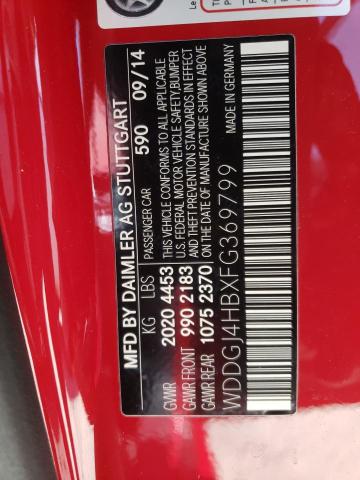 MFD BY DAIMLER AG STUTTGART
KG LBS PASSENGER CAR 590 09/14
GVWR 2020 4453 THIS VEHICLE CONFORMS TO ALL APPLICABLE
U.S. FEDERAL MOTOR VEHICLE SAFETY,BUMPER
GAWR FRONT 990 2183 AND THEFT PREVENTION STANDARDS IN EFFECT
GAWR REAR 1075 2370 ON THE DATE OF MANUFACTURE SHOWN ABOVE
WDDGJ4HBXFG369799 MADE IN GERMANY